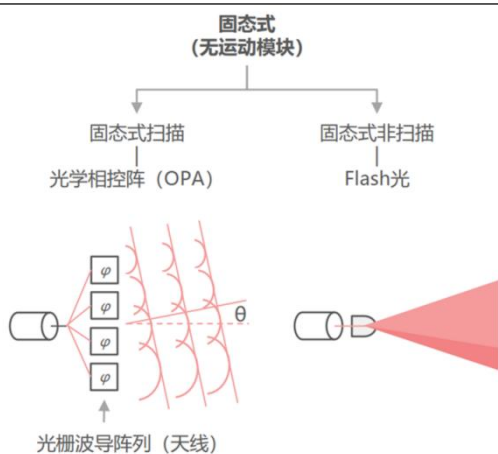 固态式
（无运动模块）
固态式扫描
固态式非扫描
光学相控阵（OPA）
Flash光
φ
φ
φ
φ
θ
光栅波导阵列（天线）